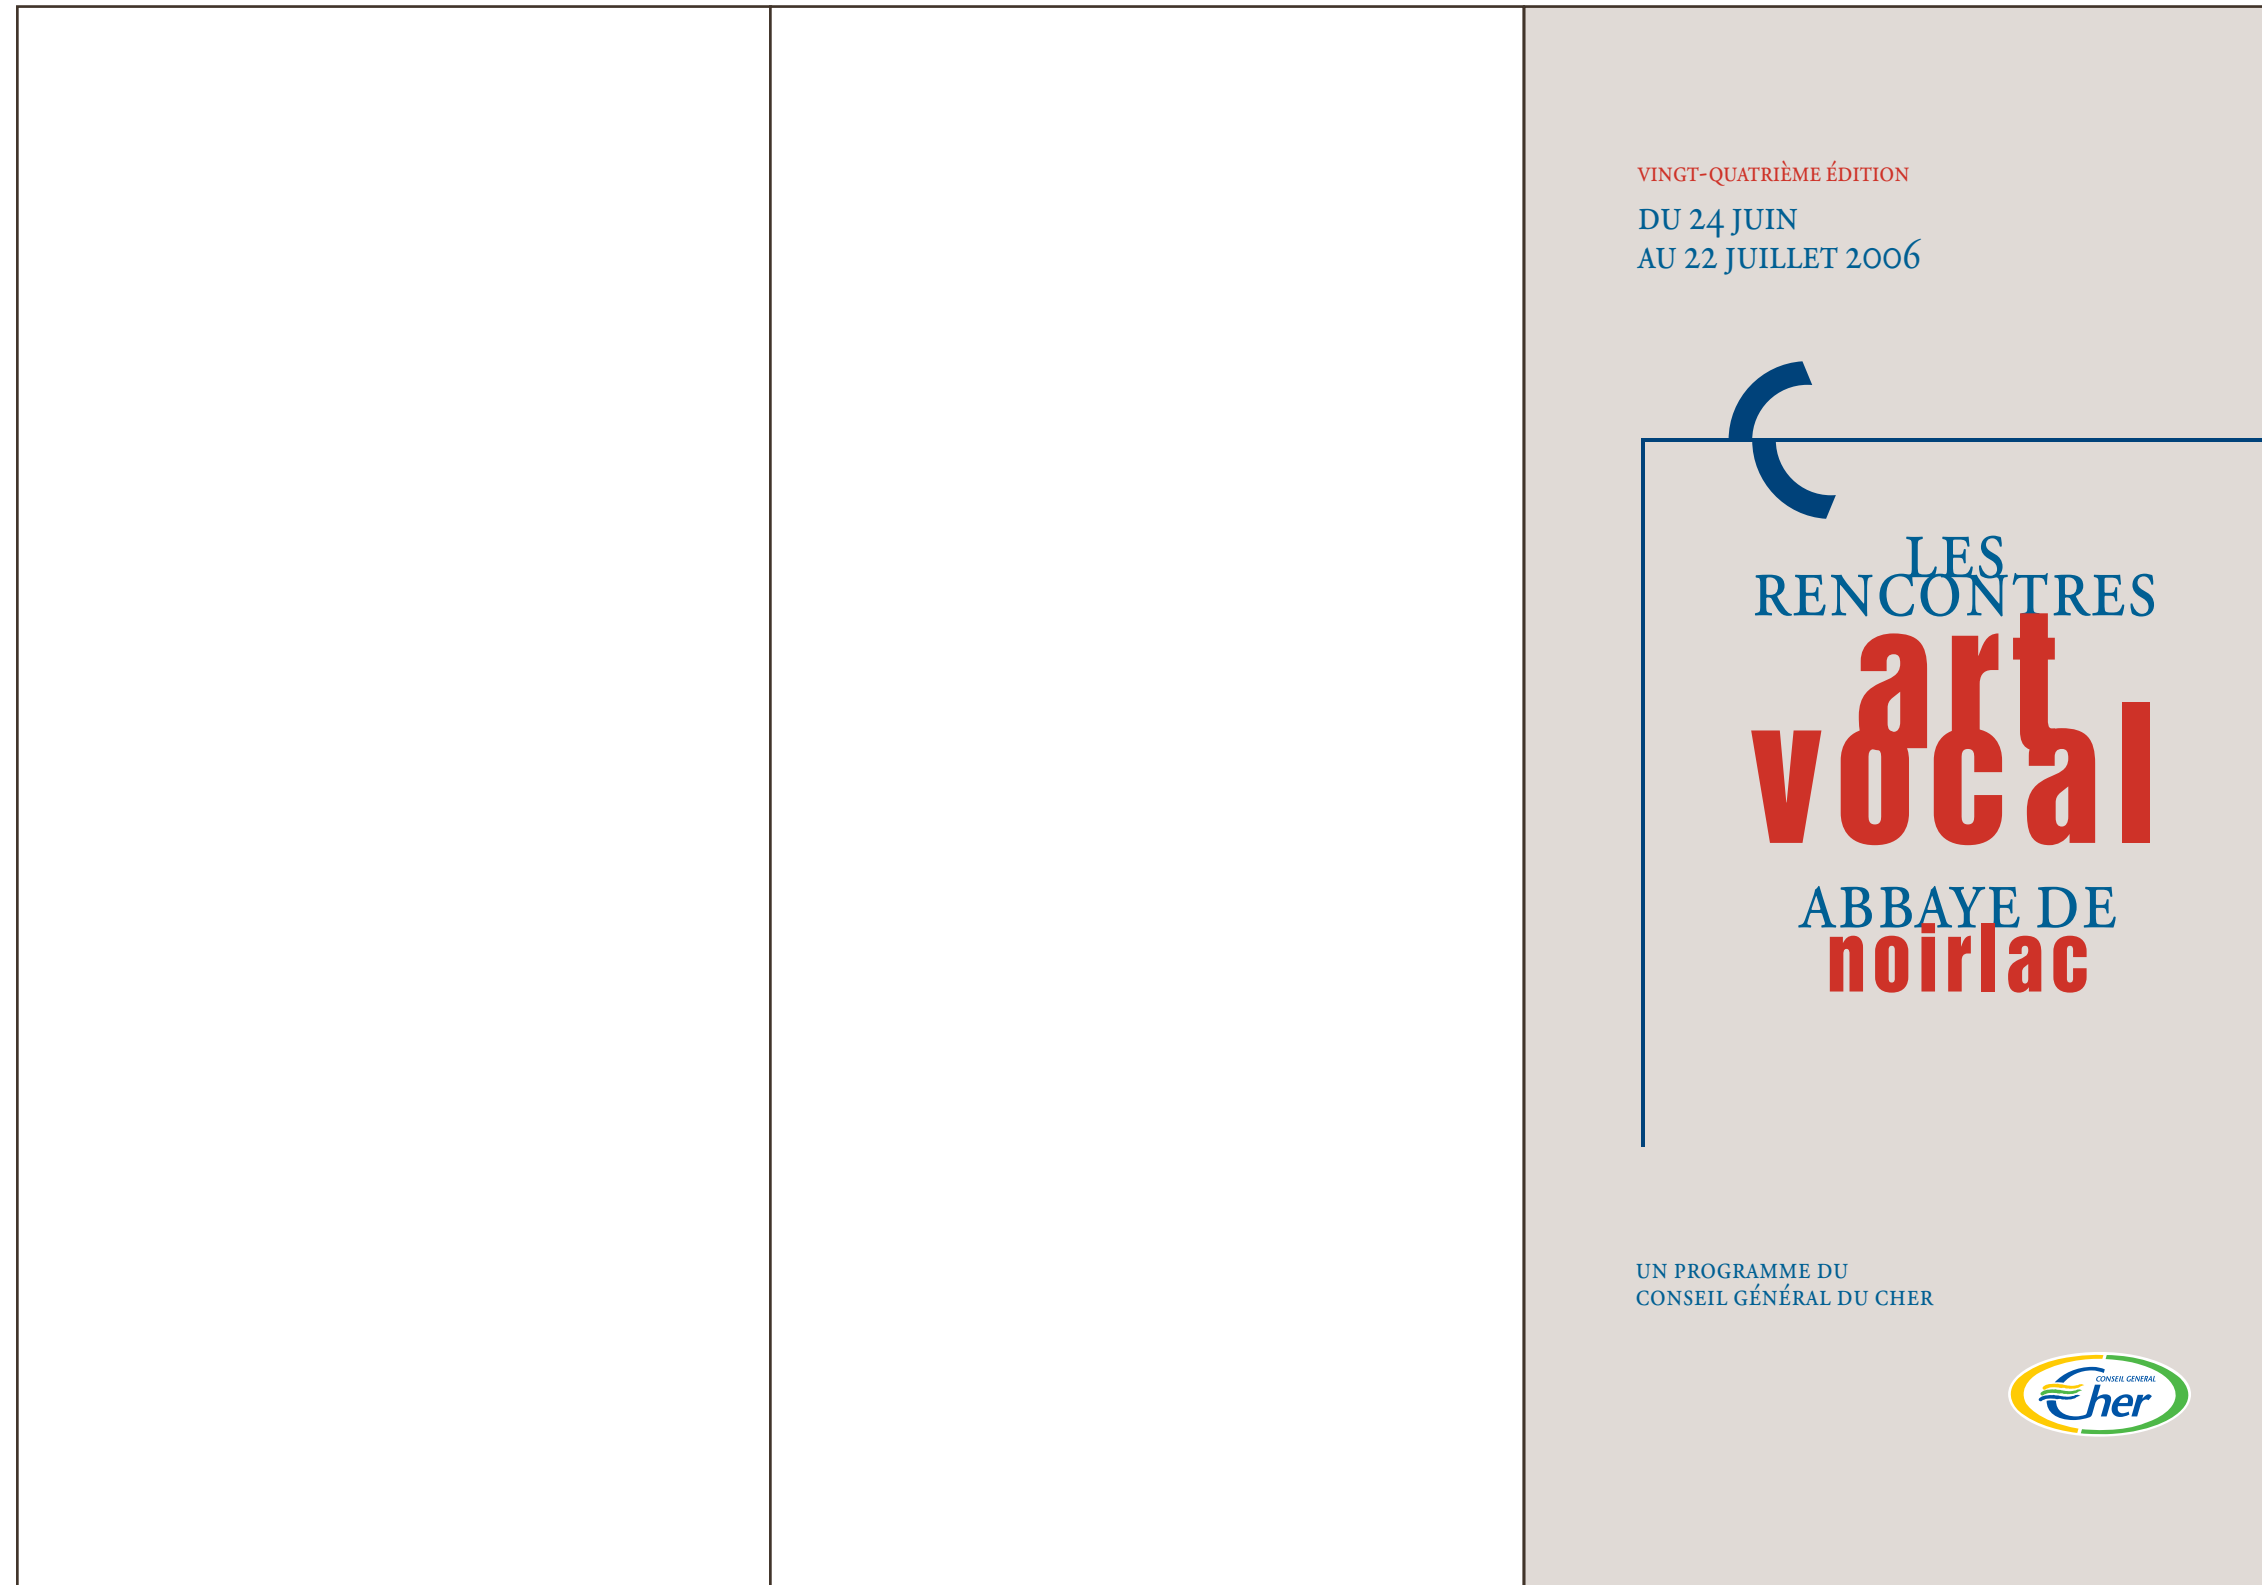 VINGT-QUATRIÈME ÉDITION
DU 24 JUIN
AU 22 JUILLET 2006
LES
RENCONTRES
art
vocal
ABBAYE DE
noirlac
UN PROGRAMME DU
CONSEIL GÉNÉRAL DU CHER
CONSEIL GENERAL
Cher